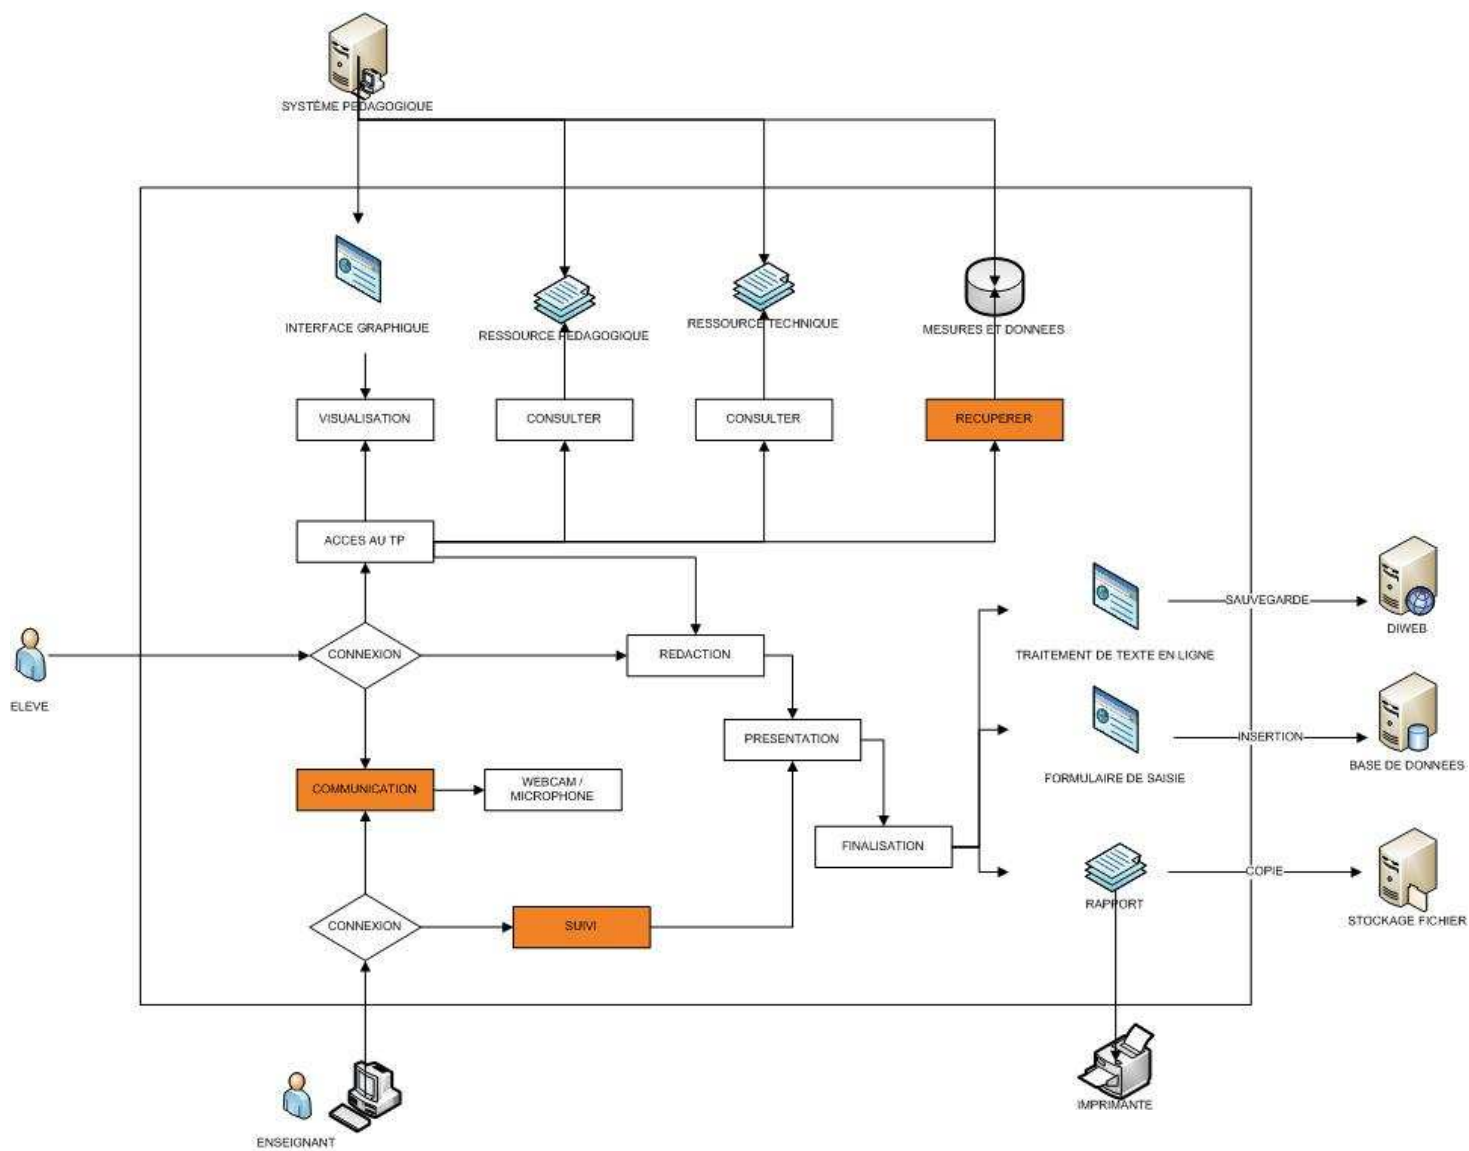 SYSTÈME PEDAGOGIQUE
INTERFACE GRAPHIQUE
RESSOURCE PEDAGOGIQUE
RESSOURCE TECHNIQUE
MESURES ET DONNEES
VISUALISATION
CONSULTER
CONSULTER
RECUPERER
ACCES AU TP
SAUVEGARDE
DIWEB
CONNEXION
REDACTION
TRAITEMENT DE TEXTE EN LIGNE
ELEVE
PRESENTATION
INSERTION
BASE DE DONNEES
FORMULAIRE DE SAISIE
COMMUNICATION
WEBCAM /
MICROPHONE
FINALISATION
COPIE
RAPPORT
STOCKAGE FICHIER
CONNEXION
SUIVI
IMPRIMANTE
ENSEIGNANT